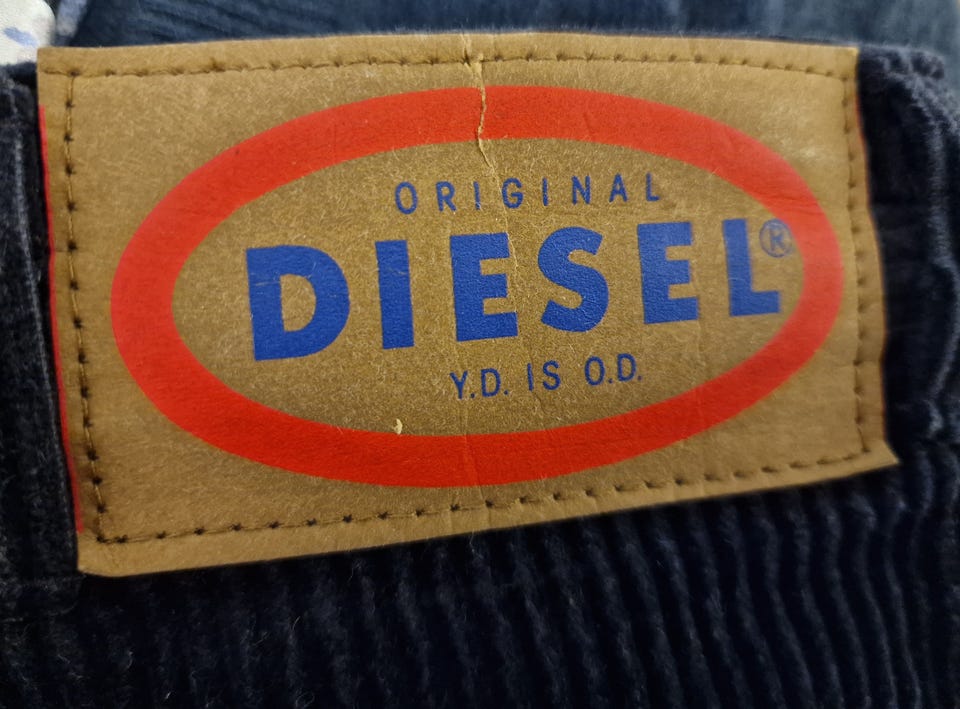 ORIGINAL
DIESEL®
Y.D. IS O.D.